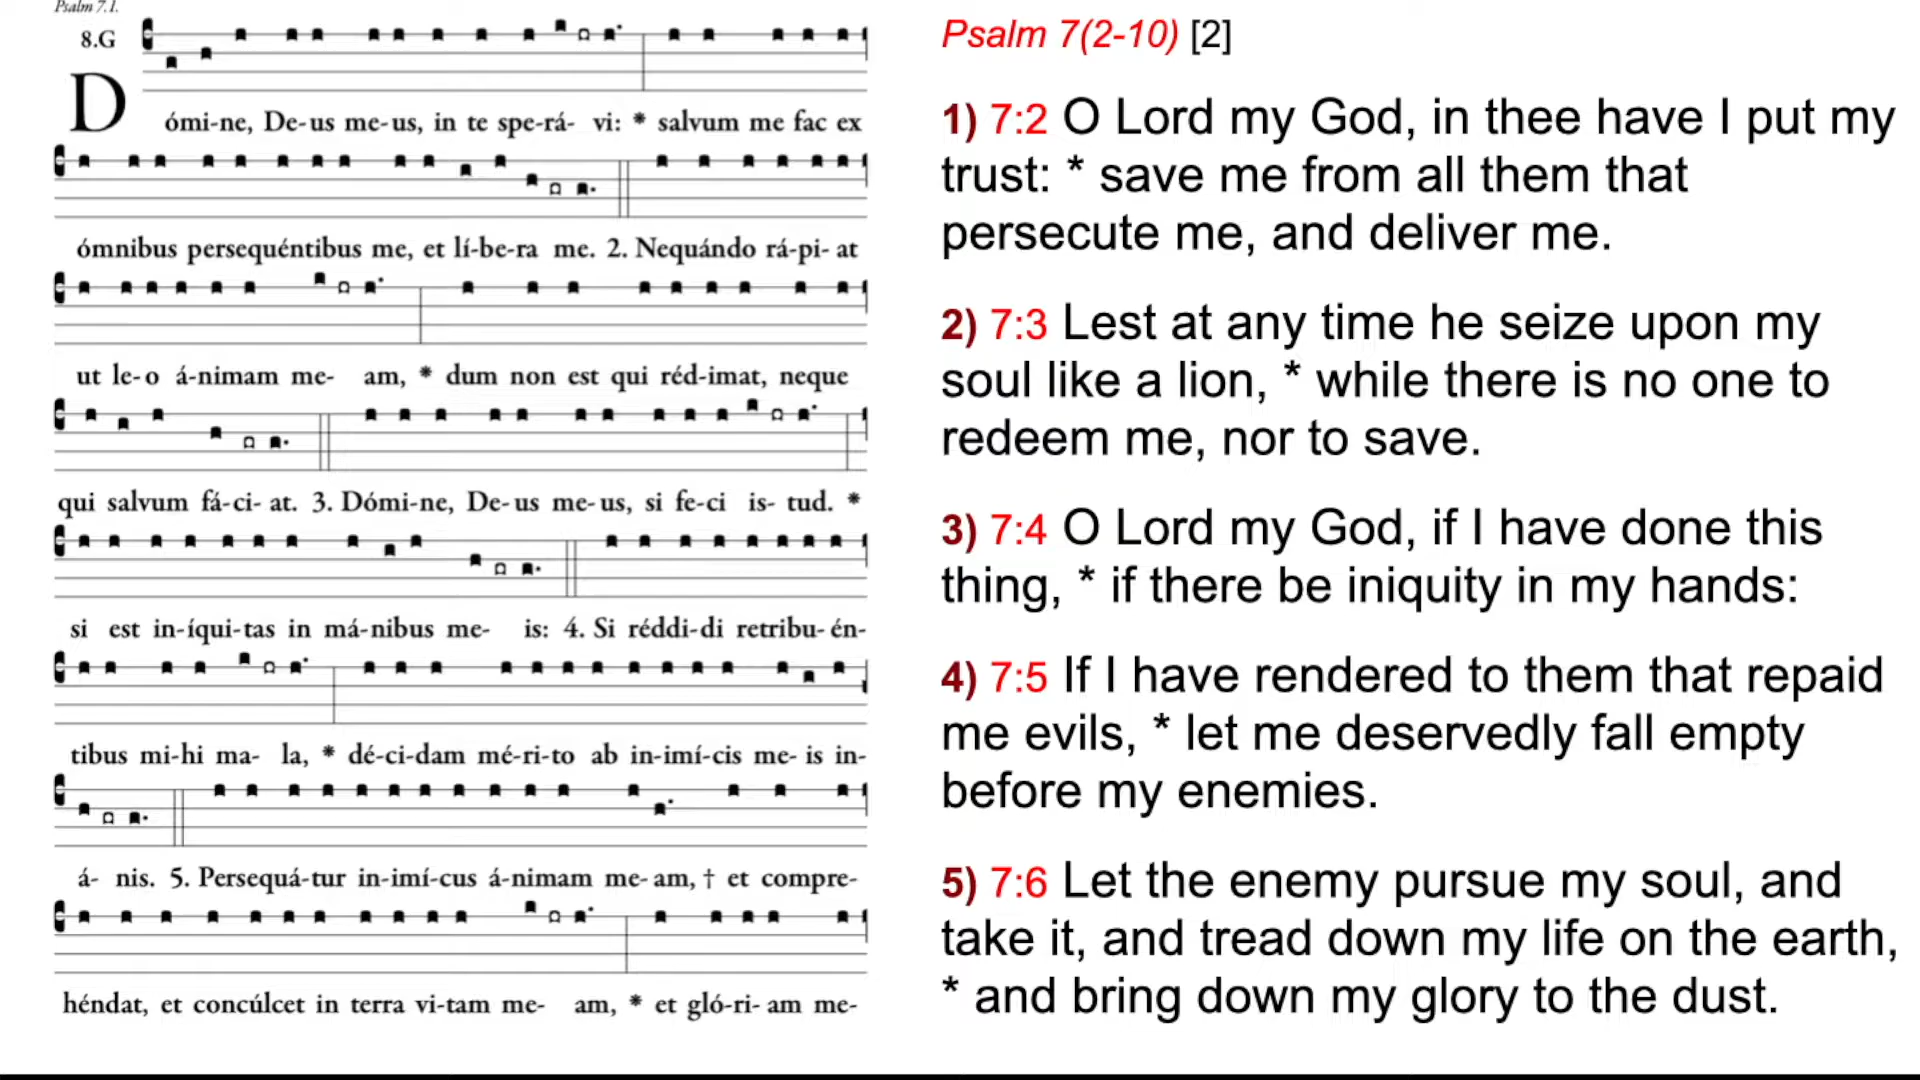 Psalm 7.1.
8.G
Dómi-ne, De-us me-us, in te spe-rá- vi: * salvum me fac ex
ómnibus persequéntibus me, et lí-be-ra me. 2. Nequándo rá-pi- at
ut le-o á-nimam me- am, * dum non est qui réd-imat, neque
qui salvum fá-ci- at. 3. Dómi-ne, De-us me-us, si fe-ci is- tud. *
si est in-íqui-tas in má-nibus me- is: 4. Si réddi-di retribu-én-
tibus mi-hi ma- la, * dé-ci-dam mé-ri-to ab in-imí-cis me- is in-
á- nis. 5. Persequá-tur in-imí-cus á-nimam me-am, † et compre-
héndat, et concúlcet in terra vi-tam me- am, * et gló-ri- am me-
Psalm 7(2-10) [2]
1) 7:2 O Lord my God, in thee have I put my
trust: * save me from all them that
persecute me, and deliver me.
2) 7:3 Lest at any time he seize upon my
soul like a lion, * while there is no one to
redeem me, nor to save.
3) 7:4 O Lord my God, if I have done this
thing, * if there be iniquity in my hands:
4) 7:5 If I have rendered to them that repaid
me evils, * let me deservedly fall empty
before my enemies.
5) 7:6 Let the enemy pursue my soul, and
take it, and tread down my life on the earth,
* and bring down my glory to the dust.